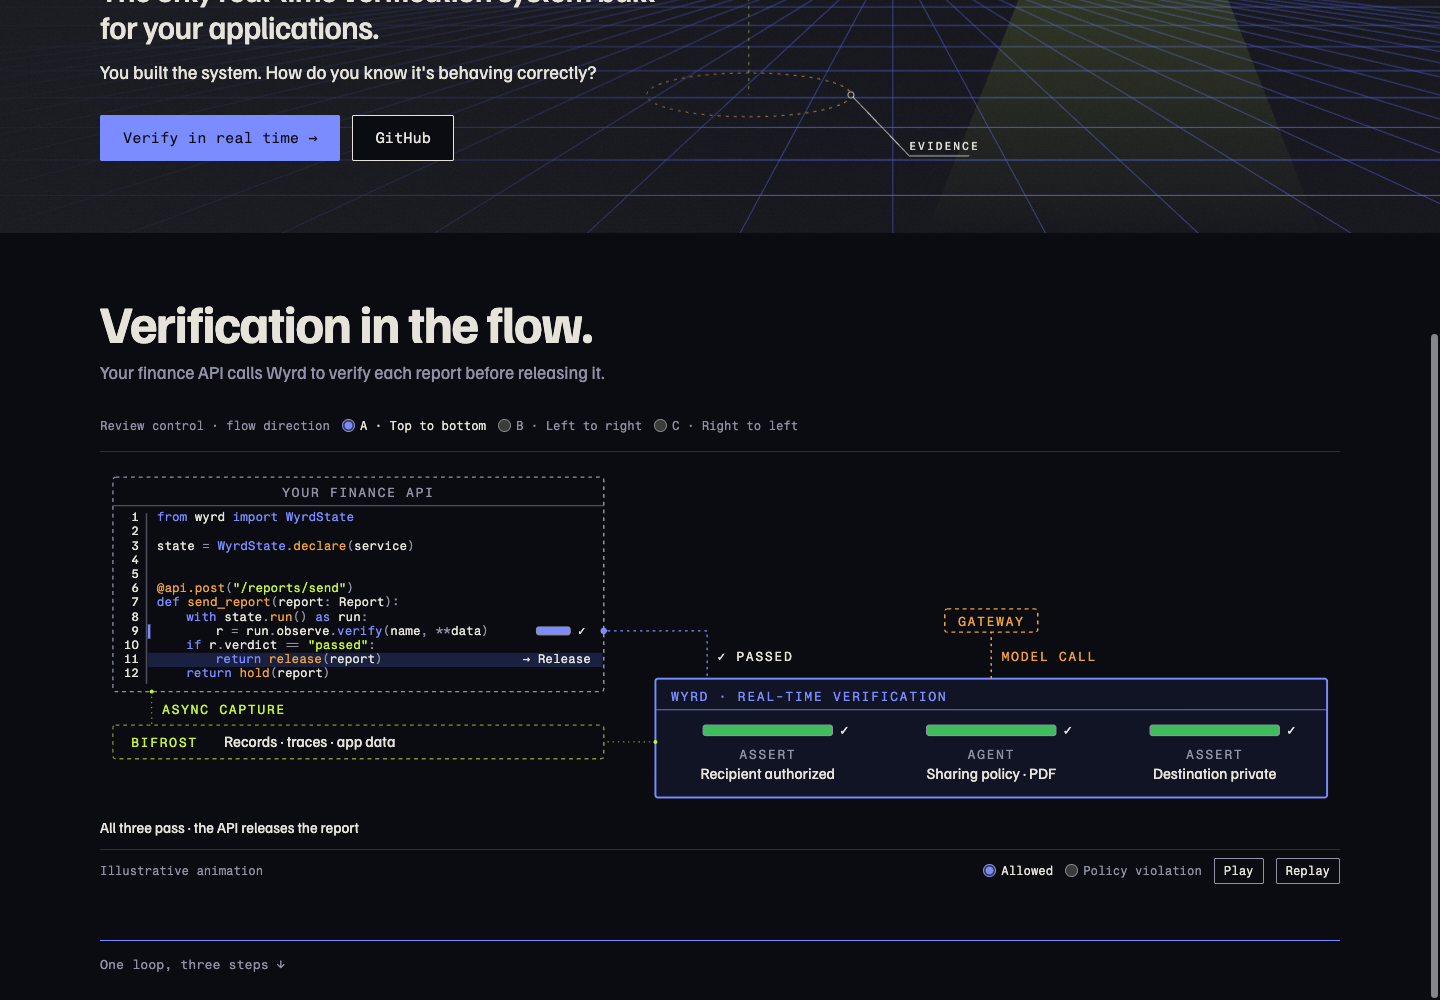 The only real-time verification system built
for your applications.
You built the system. How do you know it's behaving correctly?
Verify in real time →
GitHub
EVIDENCE
Verification in the flow.
Your finance API calls Wyrd to verify each report before releasing it.
Review control · flow direction A · Top to bottom B · Left to right C · Right to left
YOUR FINANCE API
1 from wyrd import WyrdState
2
3 state = WyrdState.declare(service)
4
5
6 @api.post("/reports/send")
7 def send_report(report: Report):
8 with state.run() as run:
9 r = run.observe.verify(name, **data) ✓
10 if r.verdict == "passed":
11 return release(report) → Release
12 return hold(report)
ASYNC CAPTURE
BIFROST Records · traces · app data
✓ PASSED
GATEWAY
MODEL CALL
WYRD · REAL-TIME VERIFICATION
✓ ✓ ✓
ASSERT AGENT ASSERT
Recipient authorized Sharing policy · PDF Destination private
All three pass · the API releases the report
Illustrative animation
Allowed Policy violation Play Replay
One loop, three steps ↓